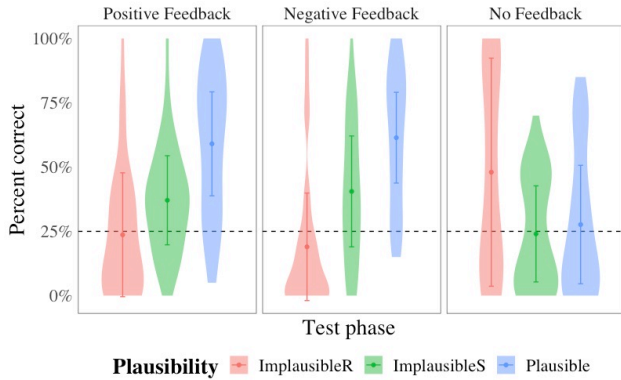 Positive Feedback
Negative Feedback
No Feedback
100%
75%
50%
25%
0%
Percent correct
Test phase
Plausibility ImplausibleR ImplausibleS Plausible